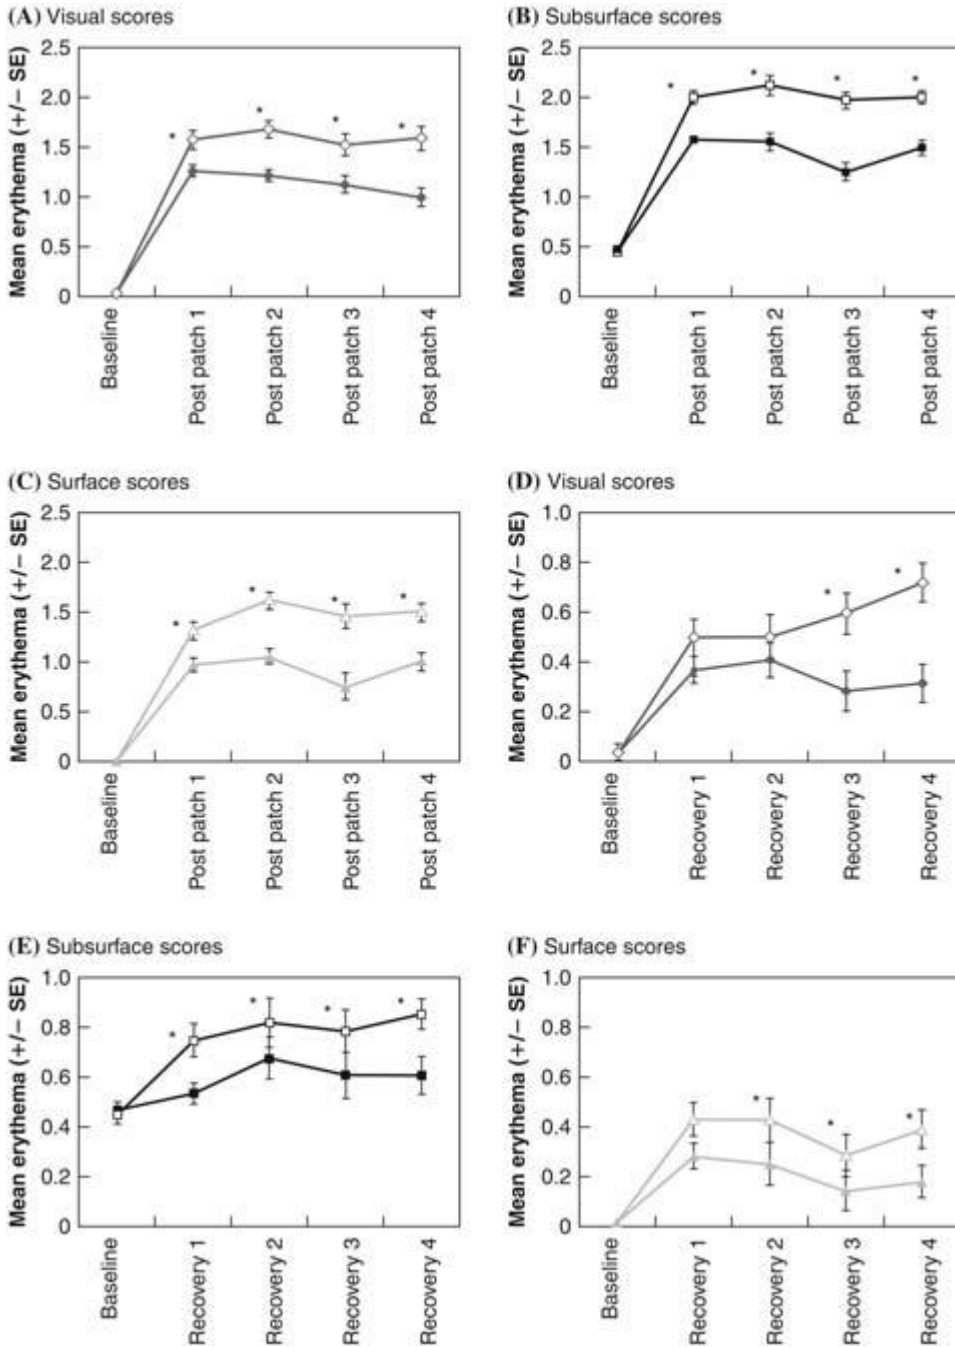 (A) Visual scores
Mean erythema (+/− SE)
2.5
2.0
1.5
1.0
0.5
0
*
*
*
*
Baseline
Post patch 1
Post patch 2
Post patch 3
Post patch 4
(B) Subsurface scores
Mean erythema (+/− SE)
2.5
2.0
1.5
1.0
0.5
0
*
*
*
*
Baseline
Post patch 1
Post patch 2
Post patch 3
Post patch 4
(C) Surface scores
Mean erythema (+/− SE)
2.5
2.0
1.5
1.0
0.5
0
*
*
*
*
Baseline
Post patch 1
Post patch 2
Post patch 3
Post patch 4
(D) Visual scores
Mean erythema (+/− SE)
1.0
0.8
0.6
0.4
0.2
0
*
*
Baseline
Recovery 1
Recovery 2
Recovery 3
Recovery 4
(E) Subsurface scores
Mean erythema (+/− SE)
1.0
0.8
0.6
0.4
0.2
0
*
*
*
*
Baseline
Recovery 1
Recovery 2
Recovery 3
Recovery 4
(F) Surface scores
Mean erythema (+/− SE)
1.0
0.8
0.6
0.4
0.2
0
*
*
*
Baseline
Recovery 1
Recovery 2
Recovery 3
Recovery 4